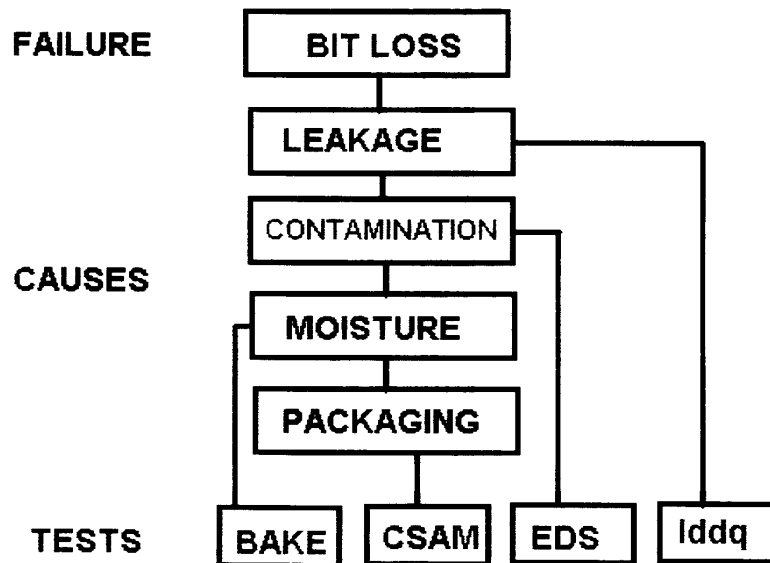 FAILURE
BIT LOSS
LEAKAGE
CONTAMINATION
CAUSES
MOISTURE
PACKAGING
TESTS
BAKE
CSAM
EDS
Iddq